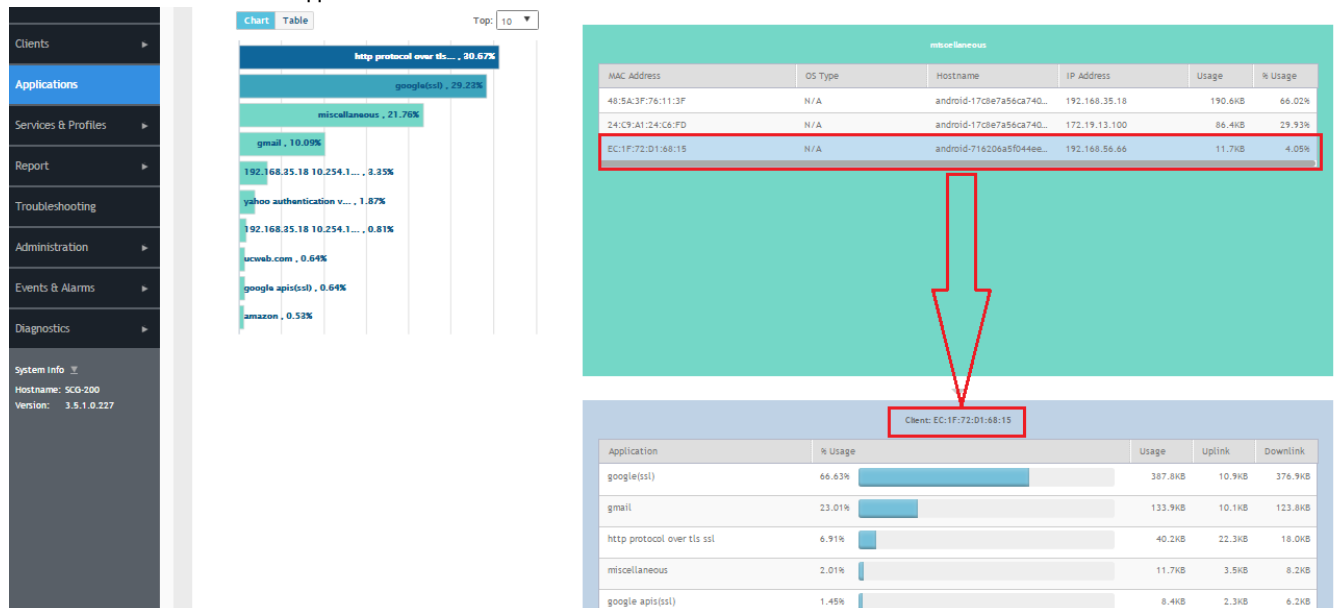 Chart Table Top: 10
Clients
Applications
Services & Profiles
Report
Troubleshooting
Administration
Events & Alarms
Diagnostics
System Info
Hostname: SCG-200
Version: 3.5.1.0.227
http protocol over tls... , 30.67%
google(ssl) , 29.23%
miscellaneous , 21.76%
gmail , 10.09%
192.168.35.18 10.254.1... , 3.35%
yahoo authentication v... , 1.87%
192.168.35.18 10.254.1... , 0.81%
ucweb.com , 0.64%
google apis(ssl) , 0.64%
amazon , 0.53%
miscellaneous
MAC Address OS Type Hostname IP Address Usage % Usage
48:5A:3F:76:11:3F N/A android-17c8e7a56ca740... 192.168.35.18 190.6KB 66.02%
24:C9:A1:24:C6:FD N/A android-17c8e7a56ca740... 172.19.13.100 86.4KB 29.93%
EC:1F:72:D1:68:15 N/A android-716206a5f044ee... 192.168.56.66 11.7KB 4.05%
Client: EC:1F:72:D1:68:15
Application % Usage Usage Uplink Downlink
google(ssl) 66.63% 387.8KB 10.9KB 376.9KB
gmail 23.01% 133.9KB 10.1KB 123.8KB
http protocol over tls ssl 6.91% 40.2KB 22.3KB 18.0KB
miscellaneous 2.01% 11.7KB 3.5KB 8.2KB
google apis(ssl) 1.45% 8.4KB 2.3KB 6.2KB